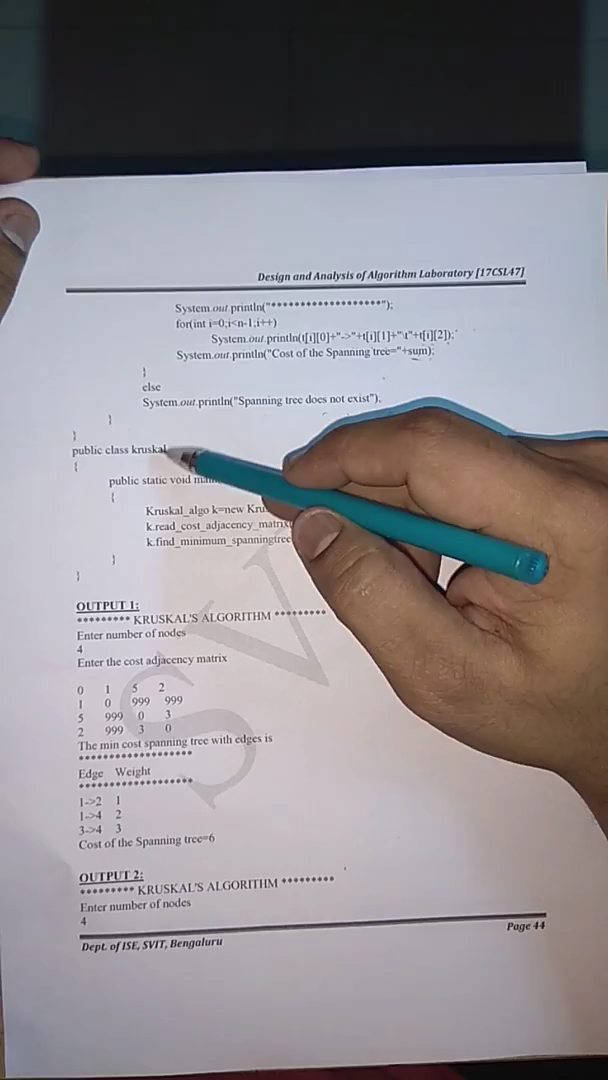 Design and Analysis of Algorithm Laboratory [17CSL47]
System.out.println("********************");
for(int i=0;i<n-1;i++)
System.out.println(t[i][0]+"->"+t[i][1]+"\t"+t[i][2]);
System.out.println("Cost of the Spanning tree="+sum);
}
else
System.out.println("Spanning tree does not exist");
}
}
public class kruskal
{
public static void
{
Kruskal_algo k=new
k.read_cost_adjacency_matrix
k.find_minimum_spanningtree
}
}
OUTPUT 1:
********* KRUSKAL'S ALGORITHM *********
Enter number of nodes
4
Enter the cost adjacency matrix
0 1 5 2
1 0 999 999
5 999 0 3
2 999 3 0
The min cost spanning tree with edges is
********************
Edge Weight
********************
1->2 1
1->4 2
3->4 3
Cost of the Spanning tree=6
OUTPUT 2:
********* KRUSKAL'S ALGORITHM *********
Enter number of nodes
4
Dept. of ISE, SVIT, Bengaluru
Page 44